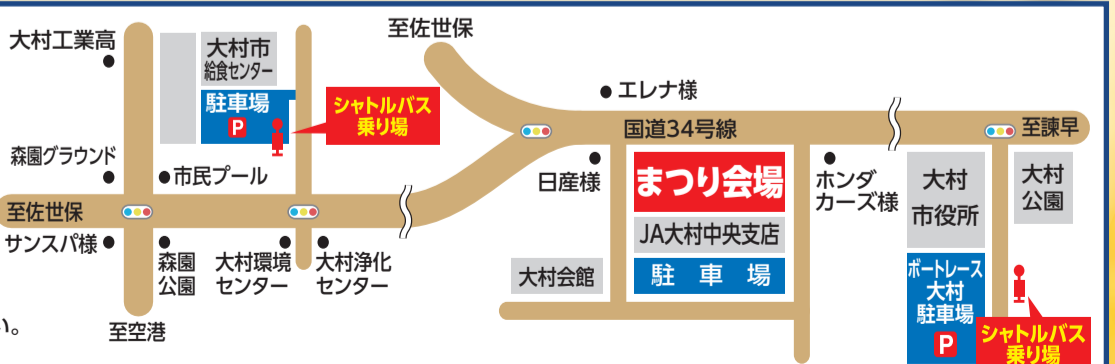 大村工業高
大村市
給食センター
駐車場
P
シャトルバス
乗り場
至佐世保
エレナ様
国道34号線
至諫早
森園グラウンド
市民プール
日産様
まつり会場
ホンダ
カーズ様
大村
市役所
大村
公園
至佐世保
サンスパ様
森園
公園
大村環境
センター
大村浄化
センター
JA大村中央支店
大村会館
駐車場
ボートレース
大村
駐車場
P
シャトルバス
乗り場
い。
至空港